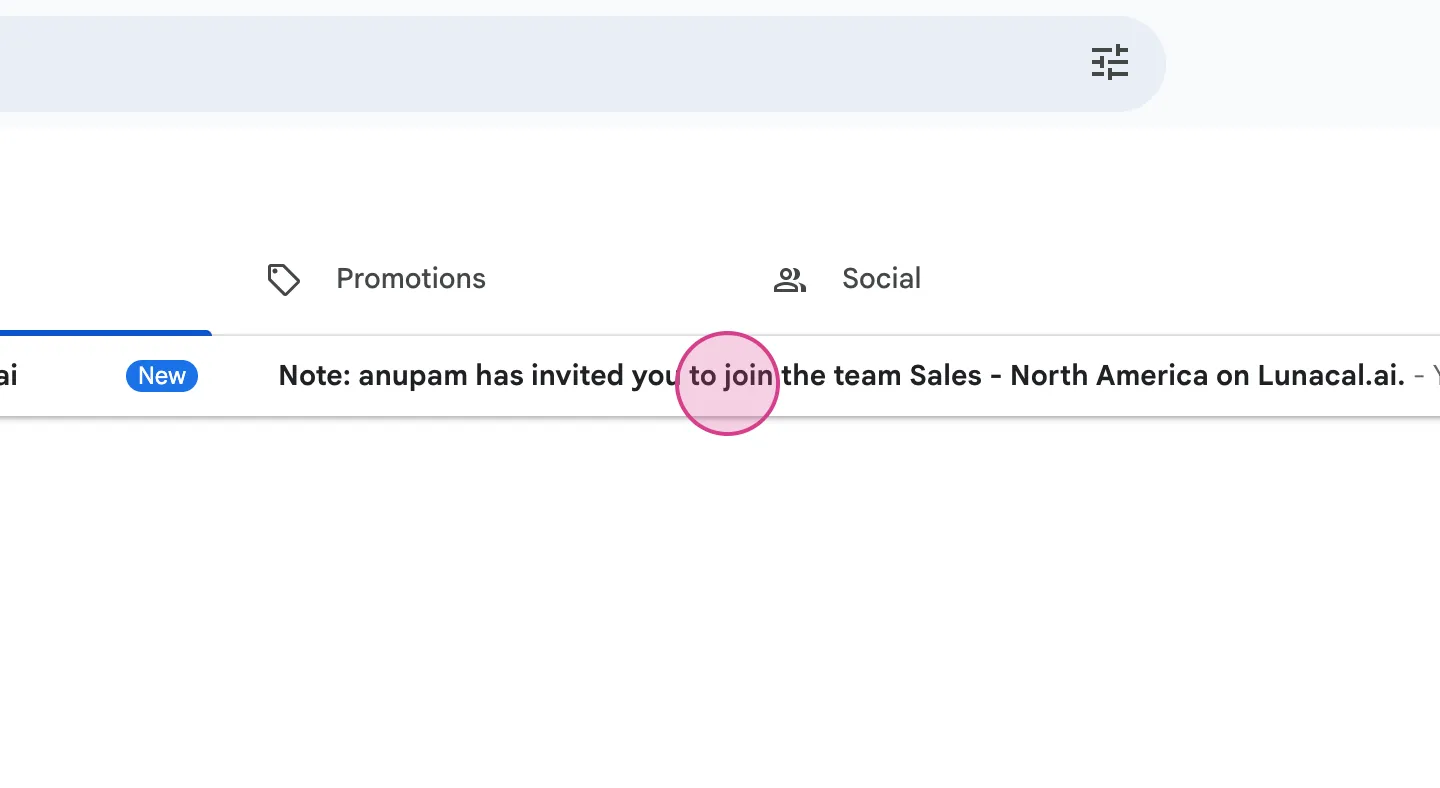 Promotions
Social
ai
New
Note: anupam has invited you to join the team Sales - North America on Lunacal.ai. -